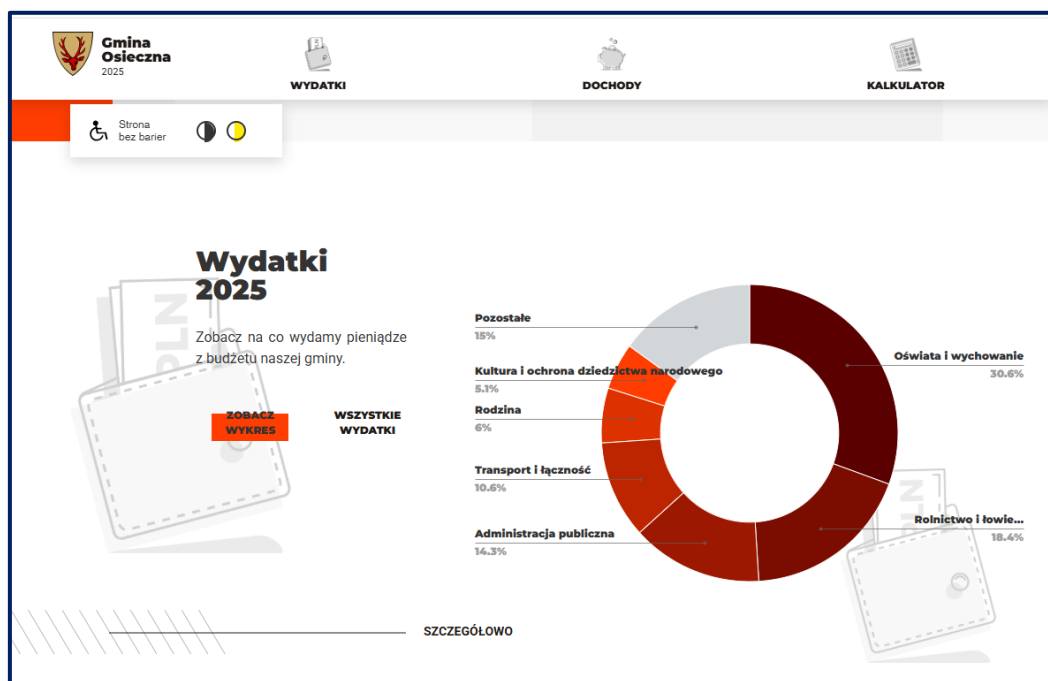 Gmina
Osieczna
2025
WYDATKI
DOCHODY
KALKULATOR
Strona
bez barier
Wydatki
2025
Zobacz na co wydamy pieniądze
z budżetu naszej gminy.
ZOBACZ
WYKRES
WSZYSTKIE
WYDATKI
PLN
Pozostałe
15%
Kultura i ochrona dziedzictwa narodowego
5.1%
Rodzina
6%
Transport i łączność
10.6%
Administracja publiczna
14.3%
Oświata i wychowanie
30.6%
Rolnictwo i łowie...
18.4%
PLN
SZCZEGÓŁOWO